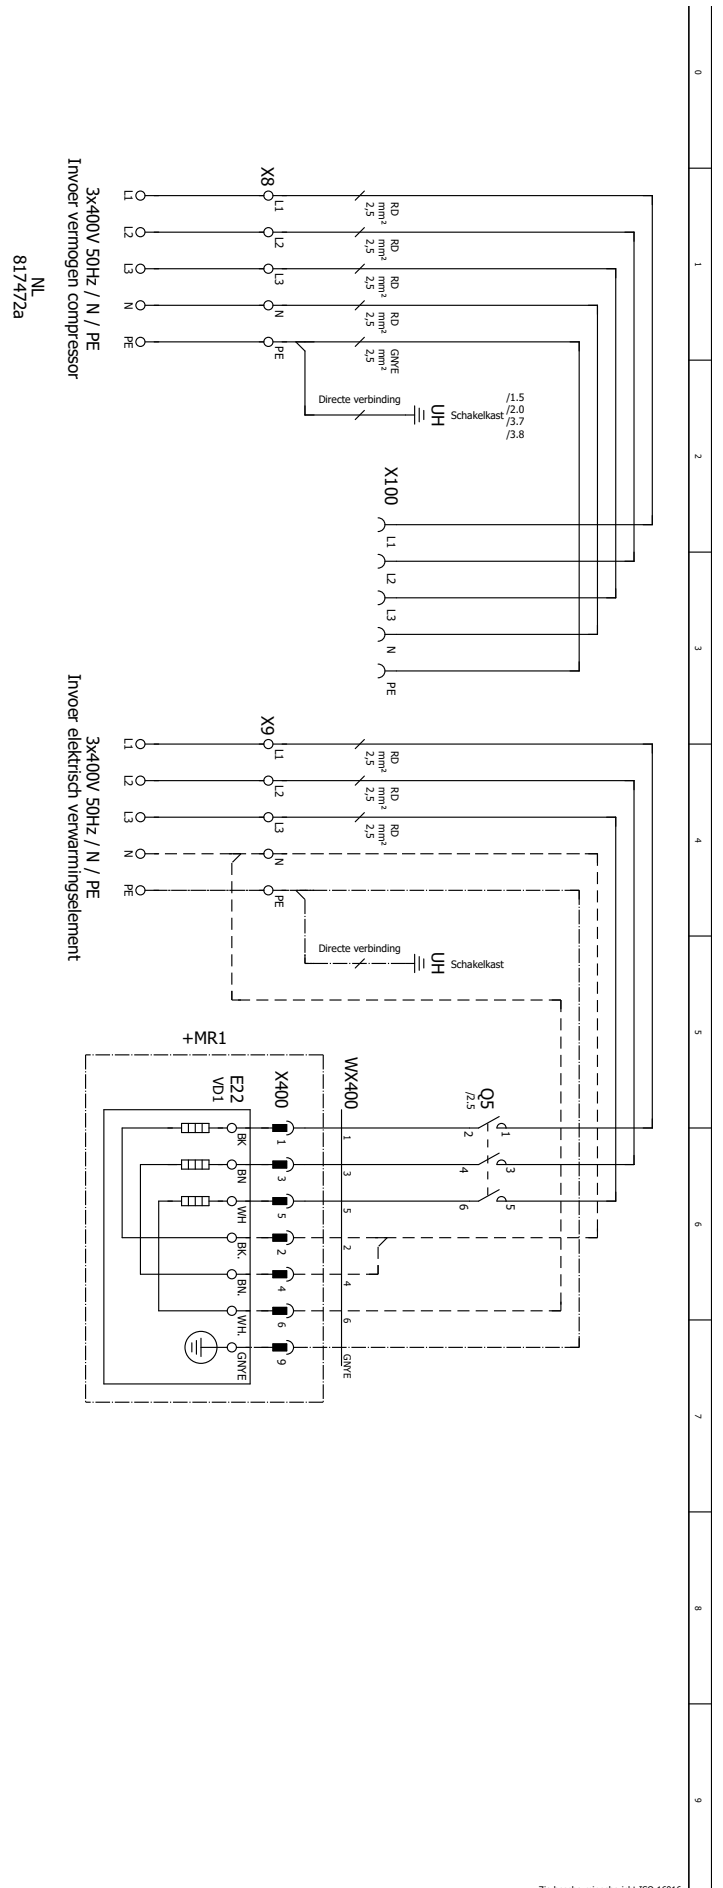 0
1
2
3
4
5
6
7
8
9
X8
L1
L2
L3
N
PE
L1
L2
L3
N
PE
RD
mm²
2,5
RD
mm²
2,5
RD
mm²
2,5
RD
mm²
2,5
GNYE
mm²
2,5
3x400V 50Hz / N / PE
Invoer vermogen compressor
NL
817472a
Directe verbinding
UH
Schakelkast
/1.5
/2.0
/3.7
/3.8
X100
L1
L2
L3
N
PE
X9
L1
L2
L3
N
PE
L1
L2
L3
N
PE
RD
mm²
2,5
RD
mm²
2,5
RD
mm²
2,5
3x400V 50Hz / N / PE
Invoer elektrisch verwarmingselement
Directe verbinding
UH
Schakelkast
+MR1
E22
VD1
X400
WX400
Q5
/2.5
1
2
3
4
5
6
1
3
5
2
4
6
GNYE
1
3
5
2
4
6
9
BK
BN
WH
BK.
BN.
WH.
GNYE